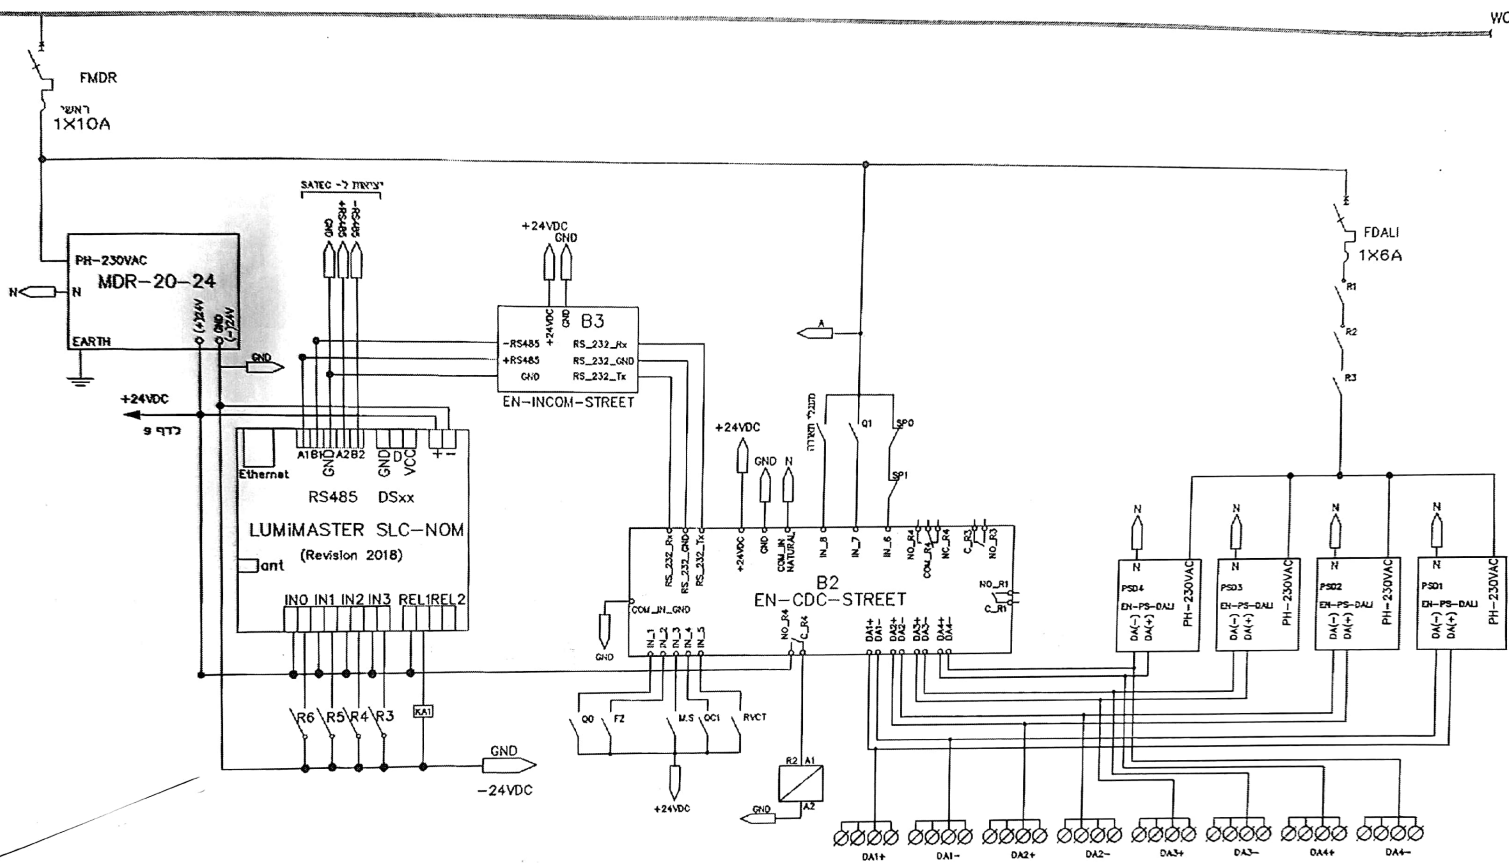 WO
FMDR
ראשי
1X10A
יציאות ל- SATEC
GND
+RS485
-RS485
+24VDC
GND
FDALI
1X6A
R1
R2
R3
PH-230VAC
MDR-20-24
N
N
(+)24V
GND
(-)24V
EARTH
GND
+24VDC
לדף 9
B3
+24VDC
GND
-RS485
+RS485
GND
RS_232_Rx
RS_232_GND
RS_232_Tx
EN-INCOM-STREET
A
Q1
SP0
SP1
+24VDC
GND
N
Ethernet
A1 B1 GND A2 B2
GND
D
VCC
+ -
RS485 DSxx
LUMiMASTER SLC-NOM
(Revision 2018)
ant
IN0 IN1 IN2 IN3 REL1 REL2
R6
R5
R4
R3
KA1
GND
-24VDC
RS_232_Rx
RS_232_GND
RS_232_Tx
+24VDC
GND
COM_IN
NATURAL
IN_8
IN_7
IN_6
NO_R4
COM_R4
NC_R4
C_R3
NO_R3
B2
EN-CDC-STREET
NO_R1
C_R1
COM_IN_GND
GND
IN_1
IN_2
IN_3
IN_4
IN_5
NO_R4
C_R4
DA1+
DA1-
DA2+
DA2-
DA3+
DA3-
DA4+
DA4-
Q0
FZ
M.S
OC1
RVCT
+24VDC
R2 A1
A2
GND
N
N
N
N
N
PSD4
EN-PS-DALI
DA(-)
DA(+)
PH-230VAC
N
PSD3
EN-PS-DALI
DA(-)
DA(+)
PH-230VAC
N
PSD2
EN-PS-DALI
DA(-)
DA(+)
PH-230VAC
N
PSD1
EN-PS-DALI
DA(-)
DA(+)
PH-230VAC
DA1+ DA1- DA2+ DA2- DA3+ DA3- DA4+ DA4-